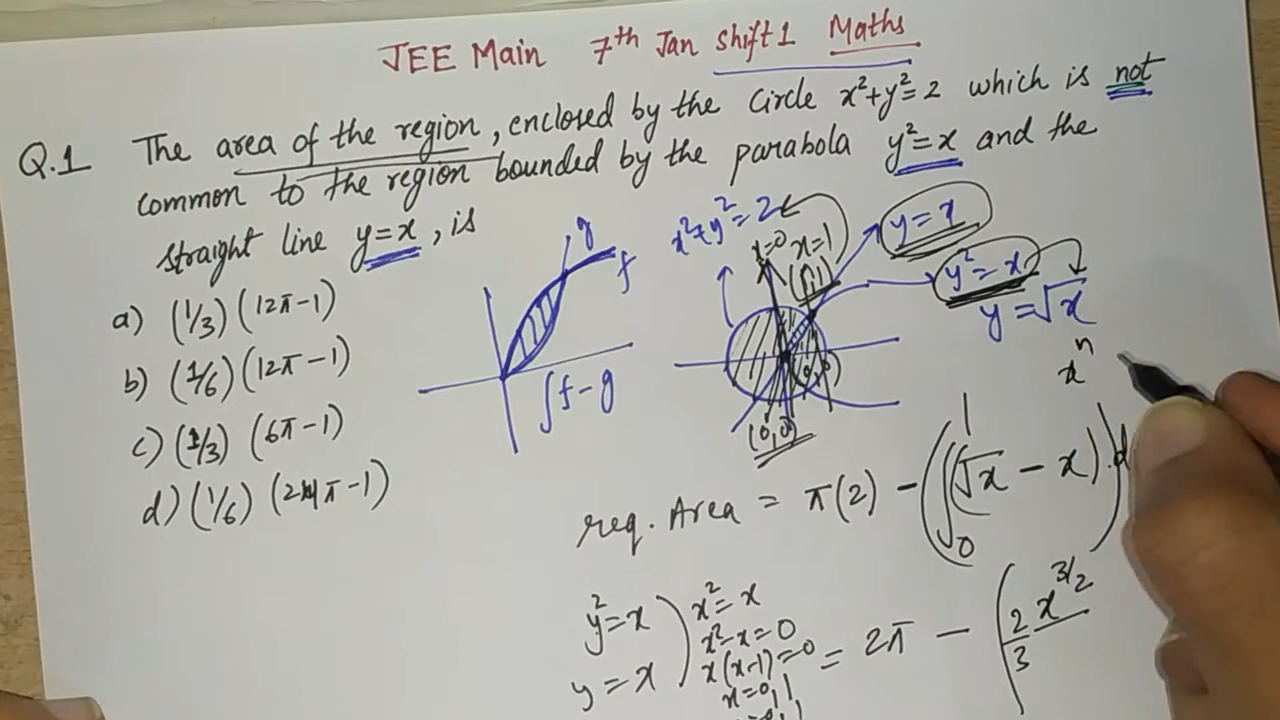 JEE Main 7th Jan shift 1 Maths
Q.1 The area of the region, enclosed by the circle x²+y²=2 which is not
common to the region bounded by the parabola y²=x and the
straight line y=x, is
a) (1/3) (12π-1)
b) (1/6) (12π-1)
c) (1/3) (6π-1)
d) (1/6) (24π-1)
g
f
∫f-g
x²+y²=2
x=0 x=1
(1,1)
y=x
y²=x
y=√x
xⁿ
(0,0)
req. Area = π(2) - (∫₀¹(√x - x).d
y²=x
y=x
x²=x
x²-x=0
x(x-1)=0
x=0,1
= 2π - (2/3 x^3/2